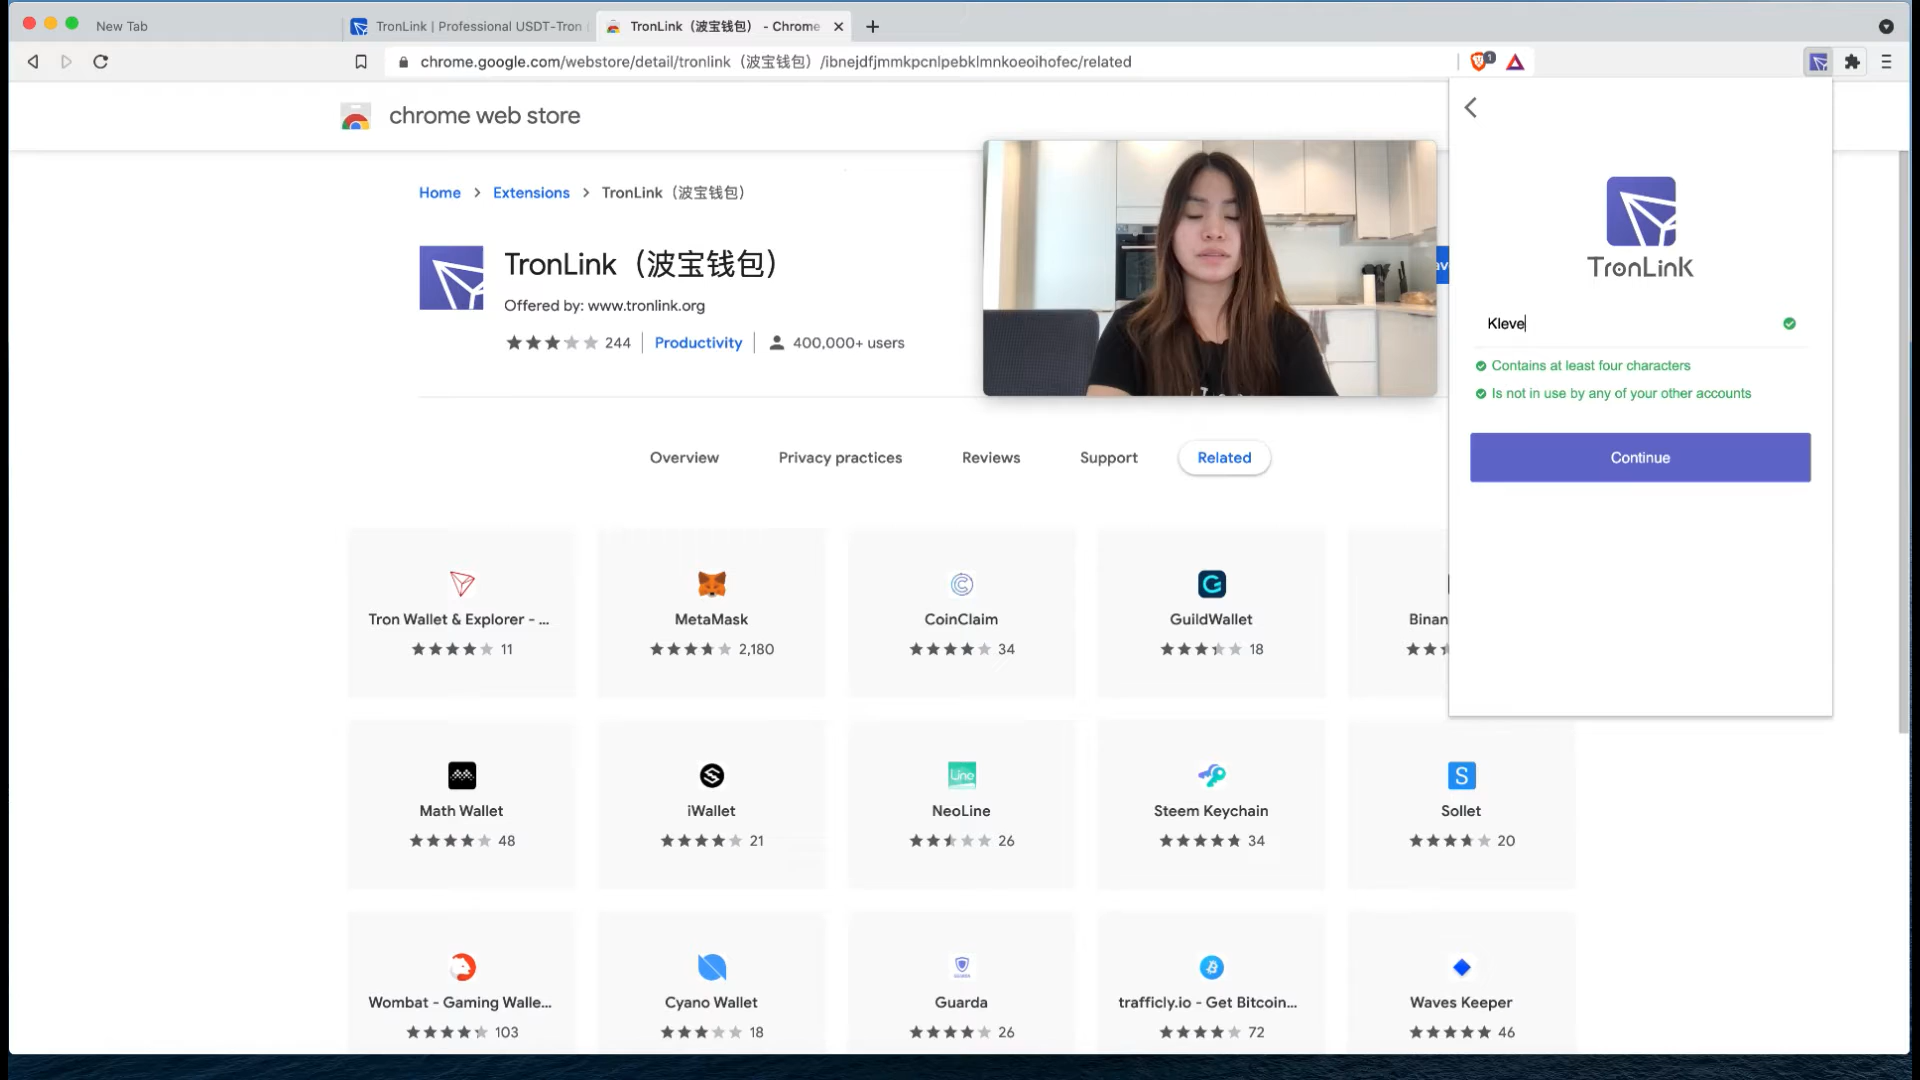 New Tab
TronLink | Professional USDT-Tron
TronLink（波宝钱包） - Chrome
chrome.google.com/webstore/detail/tronlink（波宝钱包）/ibnejdfjmmkpcnlpebklmnkoeoihofec/related
1
chrome web store
Home > Extensions > TronLink（波宝钱包）
TronLink（波宝钱包）
Offered by: www.tronlink.org
244 Productivity 400,000+ users
Overview Privacy practices Reviews Support Related
Tron Wallet & Explorer - ...
11
MetaMask
2,180
CoinClaim
34
GuildWallet
18
Binan
Math Wallet
48
iWallet
21
Line
NeoLine
26
Steem Keychain
34
S
Sollet
20
Wombat - Gaming Walle...
103
Cyano Wallet
18
Guarda
26
trafficly.io - Get Bitcoin...
72
Waves Keeper
46
TronLink
Kleve
Contains at least four characters
Is not in use by any of your other accounts
Continue